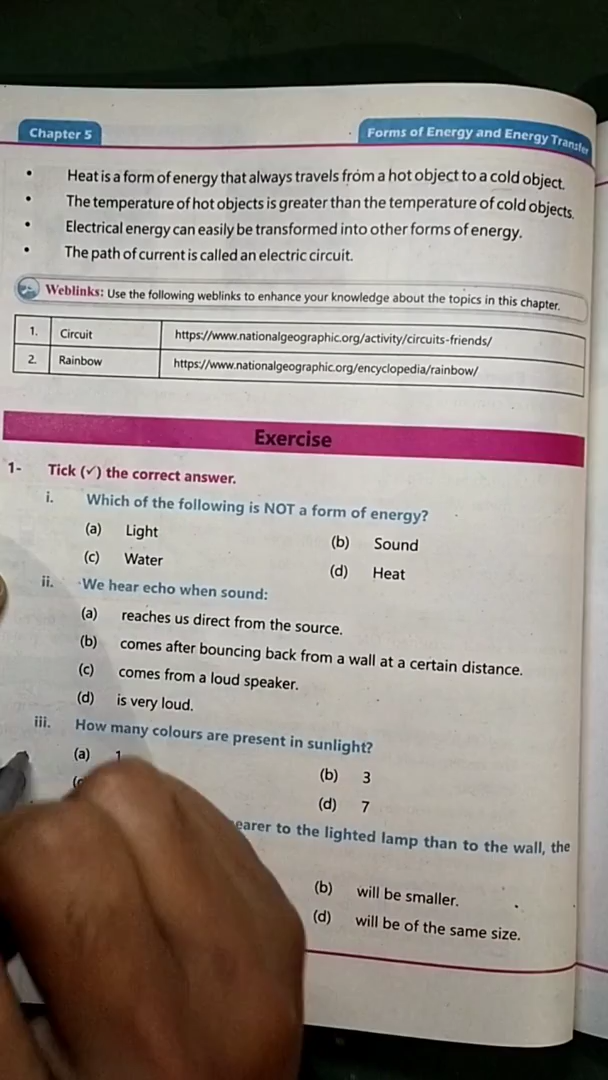 Chapter 5
Forms of Energy and Energy Transfer
• Heat is a form of energy that always travels from a hot object to a cold object.
• The temperature of hot objects is greater than the temperature of cold objects.
• Electrical energy can easily be transformed into other forms of energy.
• The path of current is called an electric circuit.
Weblinks: Use the following weblinks to enhance your knowledge about the topics in this chapter.
1. Circuit https://www.nationalgeographic.org/activity/circuits-friends/
2. Rainbow https://www.nationalgeographic.org/encyclopedia/rainbow/
Exercise
1- Tick (✓) the correct answer.
i. Which of the following is NOT a form of energy?
(a) Light (b) Sound
(c) Water (d) Heat
ii. We hear echo when sound:
(a) reaches us direct from the source.
(b) comes after bouncing back from a wall at a certain distance.
(c) comes from a loud speaker.
(d) is very loud.
iii. How many colours are present in sunlight?
(a) 1 (b) 3
(d) 7
to the lighted lamp than to the wall, the
(b) will be smaller.
(d) will be of the same size.